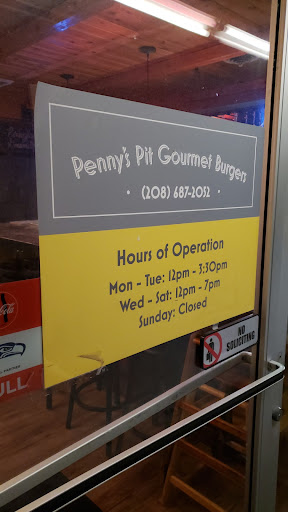 Penny's Pit Gourmet Burgers
• (208) 687-2052 •
Hours of Operation
Mon - Tue: 12pm - 3:30pm
Wed - Sat: 12pm - 7pm
Sunday: Closed
NO
SOLICITING